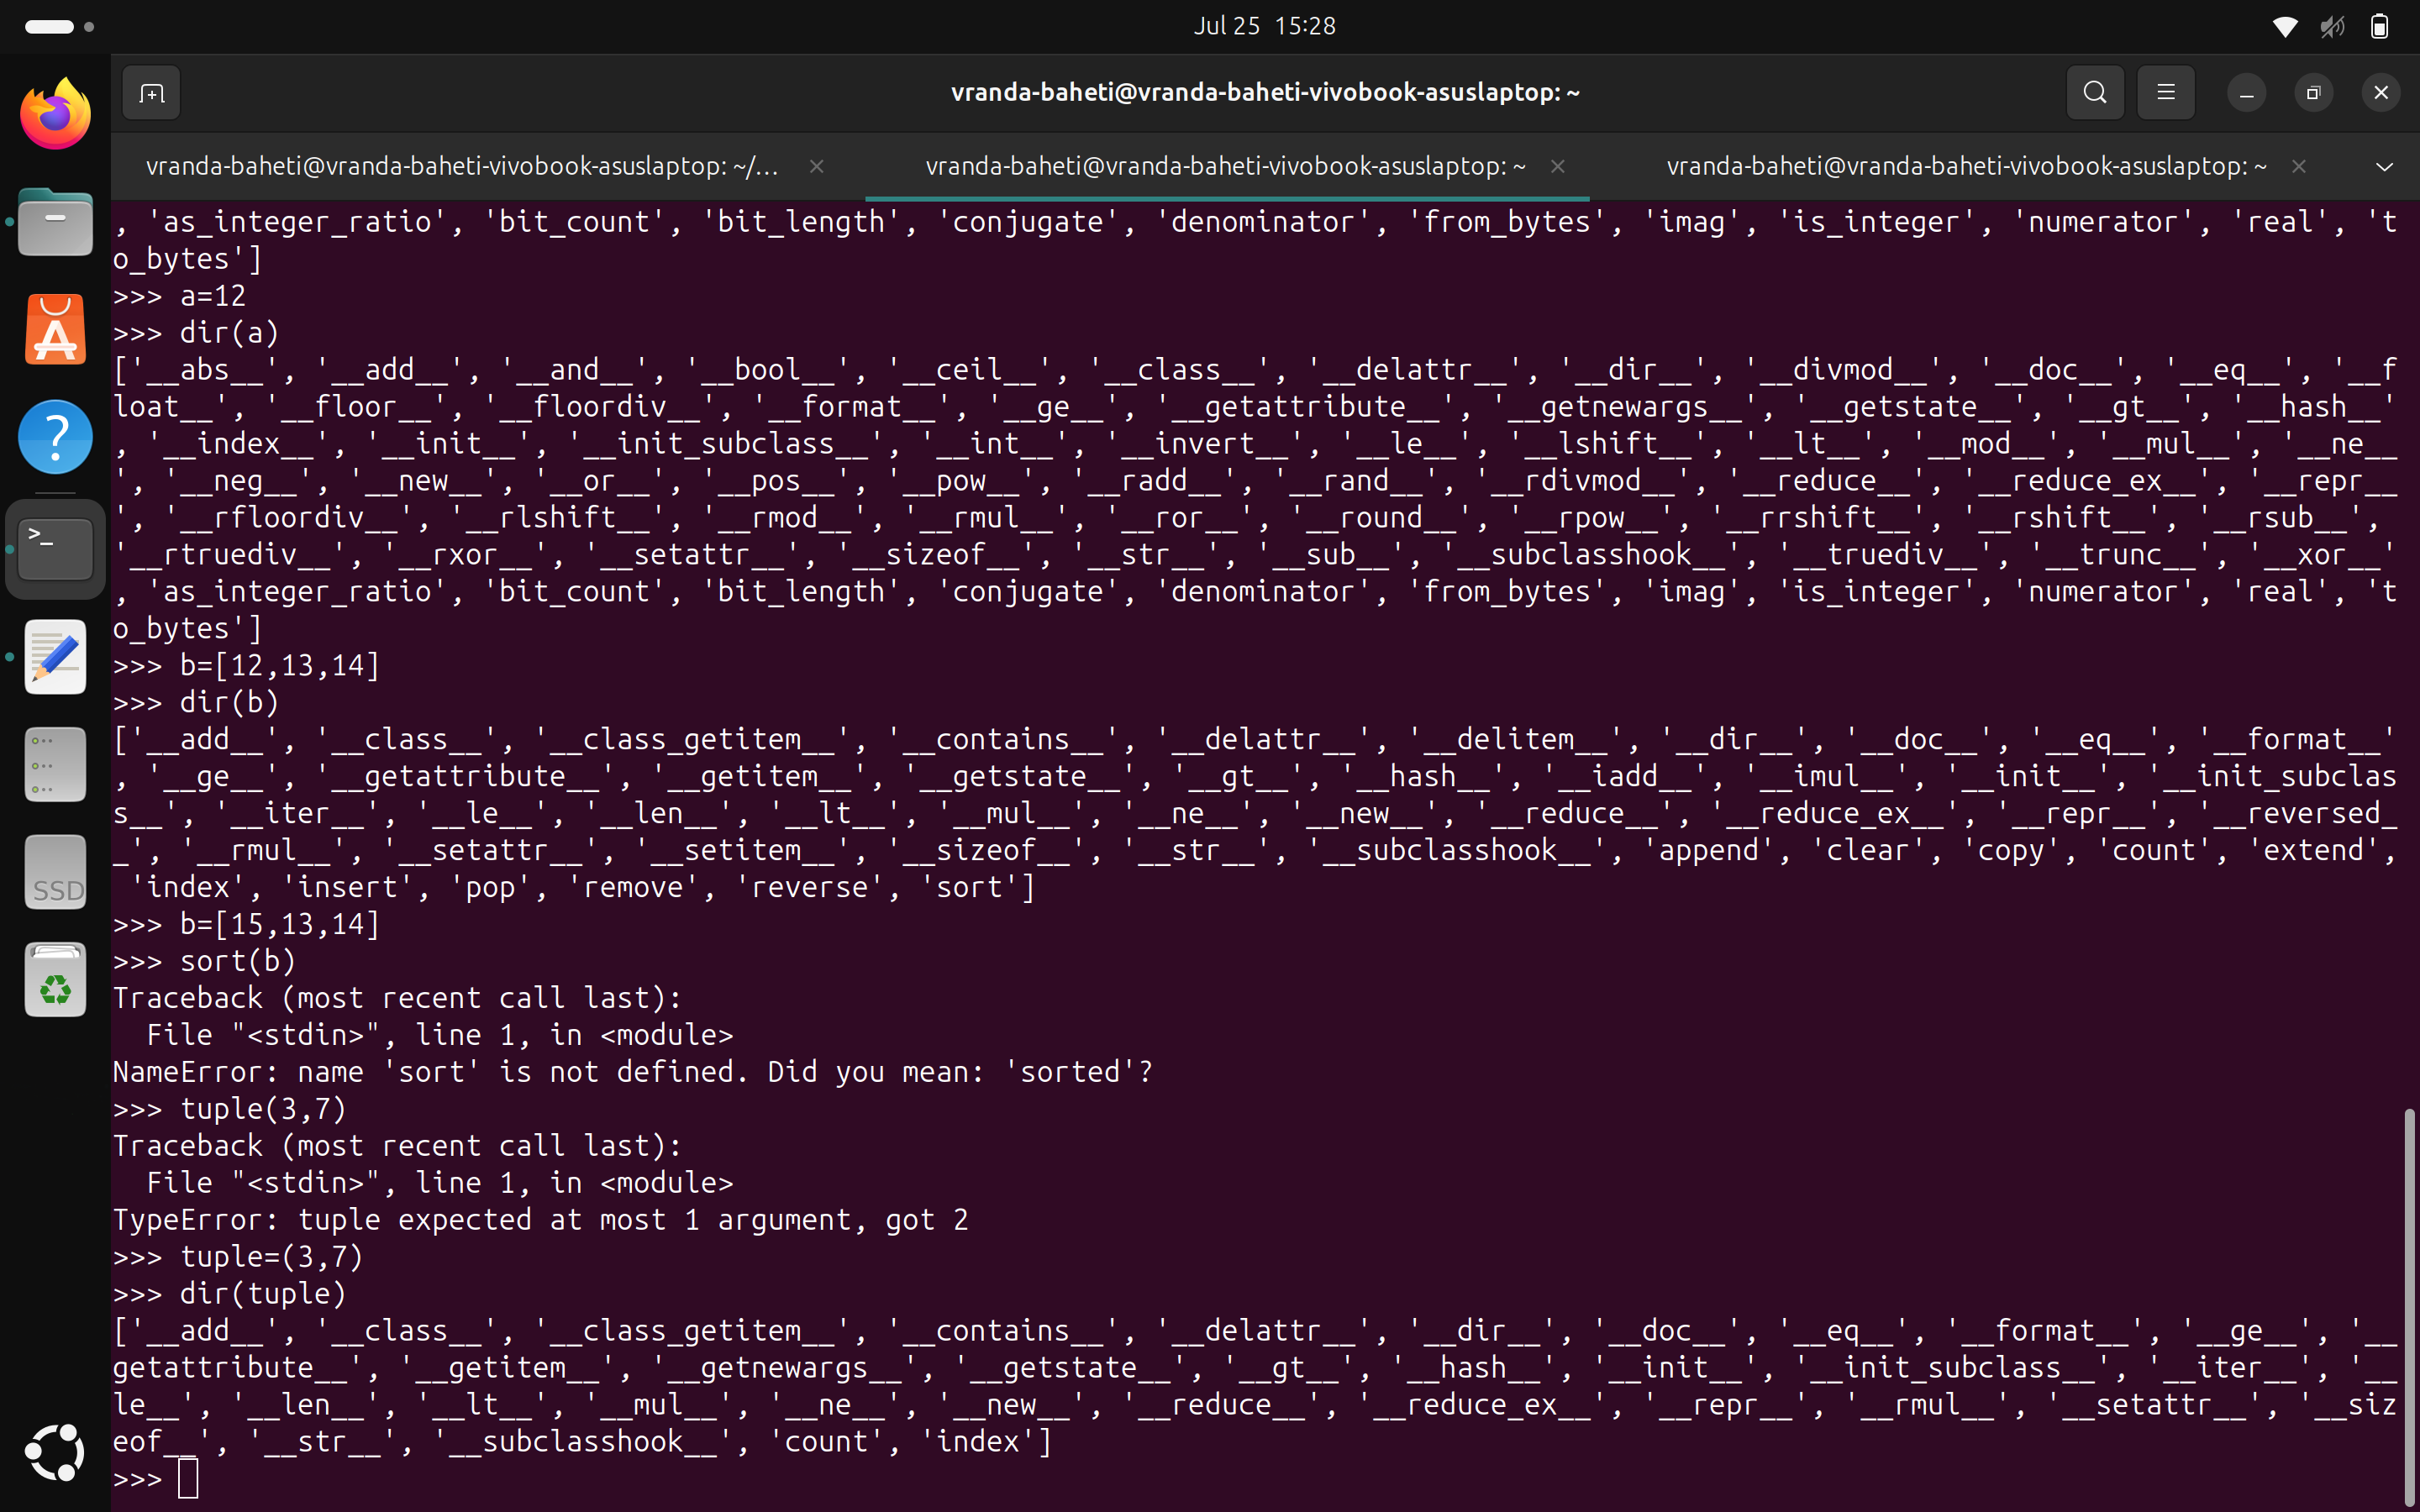 Jul 25 15:28
vranda-baheti@vranda-baheti-vivobook-asuslaptop: ~
vranda-baheti@vranda-baheti-vivobook-asuslaptop: ~/…
vranda-baheti@vranda-baheti-vivobook-asuslaptop: ~
vranda-baheti@vranda-baheti-vivobook-asuslaptop: ~
, 'as_integer_ratio', 'bit_count', 'bit_length', 'conjugate', 'denominator', 'from_bytes', 'imag', 'is_integer', 'numerator', 'real', 't
o_bytes']
>>> a=12
>>> dir(a)
['__abs__', '__add__', '__and__', '__bool__', '__ceil__', '__class__', '__delattr__', '__dir__', '__divmod__', '__doc__', '__eq__', '__f
loat__', '__floor__', '__floordiv__', '__format__', '__ge__', '__getattribute__', '__getnewargs__', '__getstate__', '__gt__', '__hash__'
, '__index__', '__init__', '__init_subclass__', '__int__', '__invert__', '__le__', '__lshift__', '__lt__', '__mod__', '__mul__', '__ne__
', '__neg__', '__new__', '__or__', '__pos__', '__pow__', '__radd__', '__rand__', '__rdivmod__', '__reduce__', '__reduce_ex__', '__repr__
', '__rfloordiv__', '__rlshift__', '__rmod__', '__rmul__', '__ror__', '__round__', '__rpow__', '__rrshift__', '__rshift__', '__rsub__',
'__rtruediv__', '__rxor__', '__setattr__', '__sizeof__', '__str__', '__sub__', '__subclasshook__', '__truediv__', '__trunc__', '__xor__'
, 'as_integer_ratio', 'bit_count', 'bit_length', 'conjugate', 'denominator', 'from_bytes', 'imag', 'is_integer', 'numerator', 'real', 't
o_bytes']
>>> b=[12,13,14]
>>> dir(b)
['__add__', '__class__', '__class_getitem__', '__contains__', '__delattr__', '__delitem__', '__dir__', '__doc__', '__eq__', '__format__'
, '__ge__', '__getattribute__', '__getitem__', '__getstate__', '__gt__', '__hash__', '__iadd__', '__imul__', '__init__', '__init_subclas
s__', '__iter__', '__le__', '__len__', '__lt__', '__mul__', '__ne__', '__new__', '__reduce__', '__reduce_ex__', '__repr__', '__reversed_
_', '__rmul__', '__setattr__', '__setitem__', '__sizeof__', '__str__', '__subclasshook__', 'append', 'clear', 'copy', 'count', 'extend',
'index', 'insert', 'pop', 'remove', 'reverse', 'sort']
>>> b=[15,13,14]
>>> sort(b)
Traceback (most recent call last):
  File "<stdin>", line 1, in <module>
NameError: name 'sort' is not defined. Did you mean: 'sorted'?
>>> tuple(3,7)
Traceback (most recent call last):
  File "<stdin>", line 1, in <module>
TypeError: tuple expected at most 1 argument, got 2
>>> tuple=(3,7)
>>> dir(tuple)
['__add__', '__class__', '__class_getitem__', '__contains__', '__delattr__', '__dir__', '__doc__', '__eq__', '__format__', '__ge__', '__
getattribute__', '__getitem__', '__getnewargs__', '__getstate__', '__gt__', '__hash__', '__init__', '__init_subclass__', '__iter__', '__
le__', '__len__', '__lt__', '__mul__', '__ne__', '__new__', '__reduce__', '__reduce_ex__', '__repr__', '__rmul__', '__setattr__', '__siz
eof__', '__str__', '__subclasshook__', 'count', 'index']
>>>
SSD